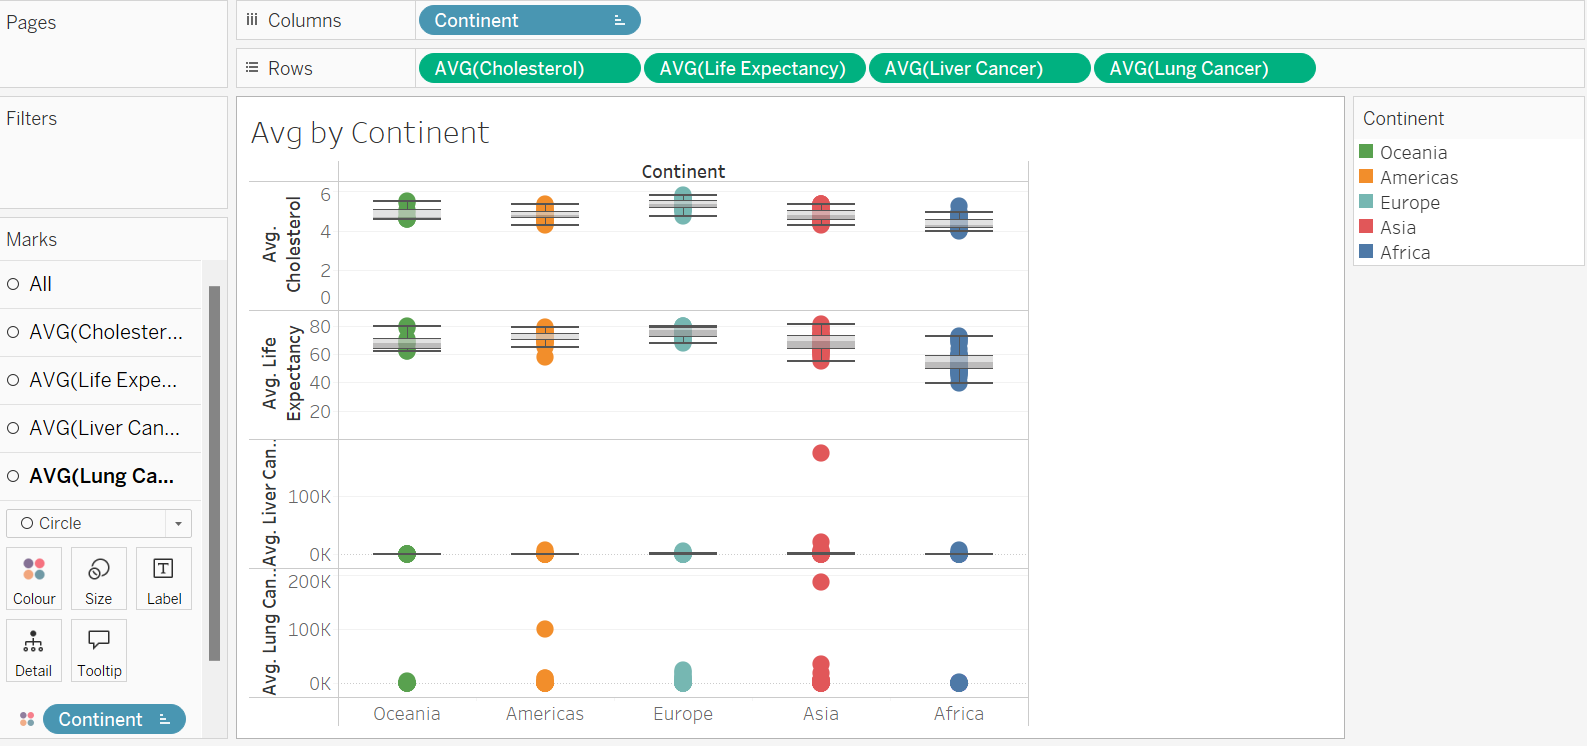 Pages
Columns
Continent
Rows
AVG(Cholesterol)
AVG(Life Expectancy)
AVG(Liver Cancer)
AVG(Lung Cancer)
Filters
Marks
All
AVG(Cholester...
AVG(Life Expe...
AVG(Liver Can...
AVG(Lung Ca...
Circle
Colour
Size
Label
Detail
Tooltip
Continent
Avg by Continent
Continent
Avg.
Cholesterol
6
4
2
0
Avg. Life
Expectancy
80
60
40
20
Avg. Liver Can..
100K
0K
Avg. Lung Can..
200K
100K
0K
Oceania
Americas
Europe
Asia
Africa
Continent
Oceania
Americas
Europe
Asia
Africa